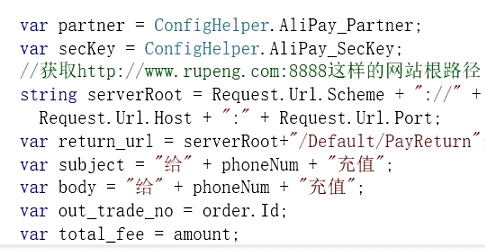 var partner = ConfigHelper.AliPay_Partner;
var secKey = ConfigHelper.AliPay_SecKey;
//获取http://www.rupeng.com:8888这样的网站根路径
string serverRoot = Request.Url.Scheme + "://" +
Request.Url.Host + ":" + Request.Url.Port;
var return_url = serverRoot+"/Default/PayReturn"
var subject = "给" + phoneNum + "充值";
var body = "给" + phoneNum + "充值";
var out_trade_no = order.Id;
var total_fee = amount;